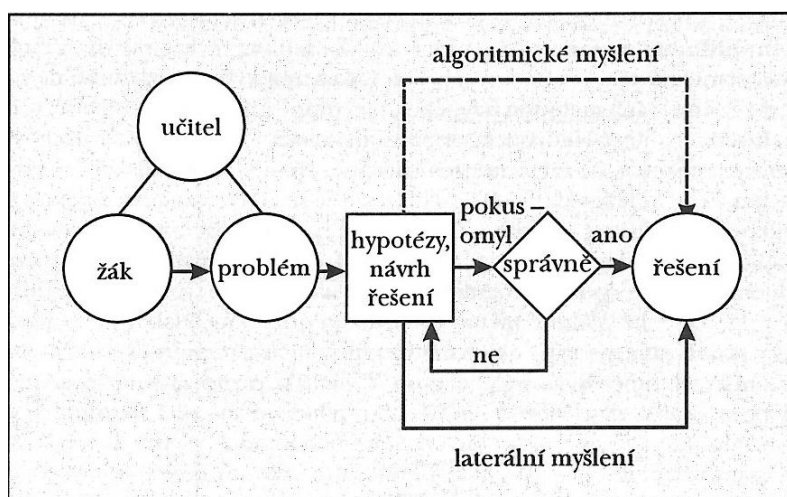 algoritmické myšlení
učitel
žák
problém
hypotézy,
návrh
řešení
pokus –
omyl
správně
ano
řešení
ne
laterální myšlení